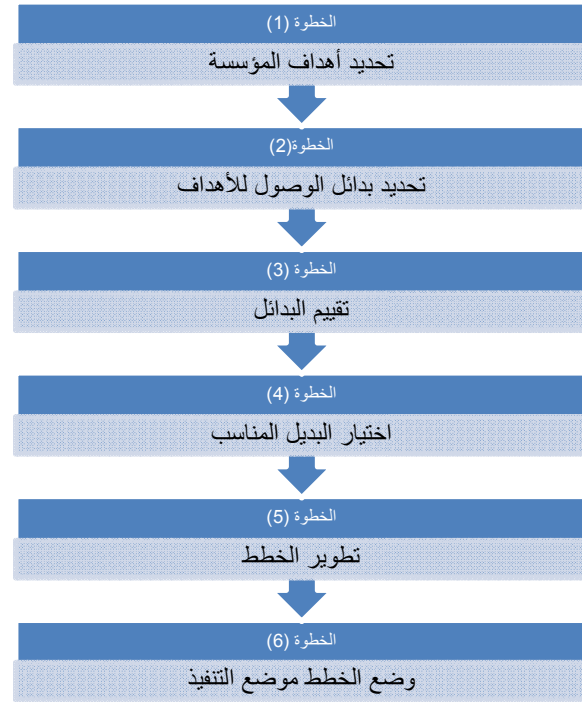 الخطوة (1)
تحديد أهداف المؤسسة
الخطوة(2)
تحديد بدائل الوصول للأهداف
الخطوة (3)
تقييم البدائل
الخطوة (4)
اختيار البديل المناسب
الخطوة (5)
تطوير الخطط
الخطوة (6)
وضع الخطط موضع التنفيذ